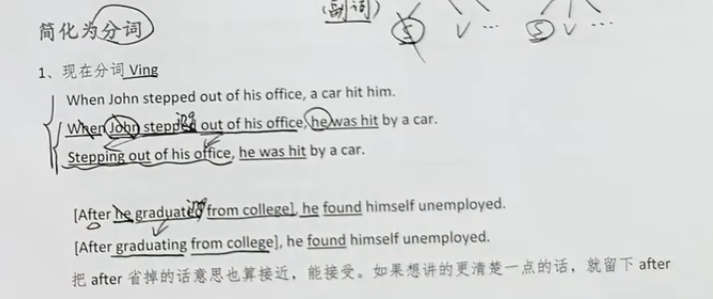 (副词)
S V … S V …
简化为分词
1、现在分词 Ving
When John stepped out of his office, a car hit him.
When John stepped ing out of his office, he was hit by a car.
Stepping out of his office, he was hit by a car.
[After he graduated ing from college], he found himself unemployed.
[After graduating from college], he found himself unemployed.
把 after 省掉的话意思也算接近，能接受。如果想讲的更清楚一点的话，就留下 after